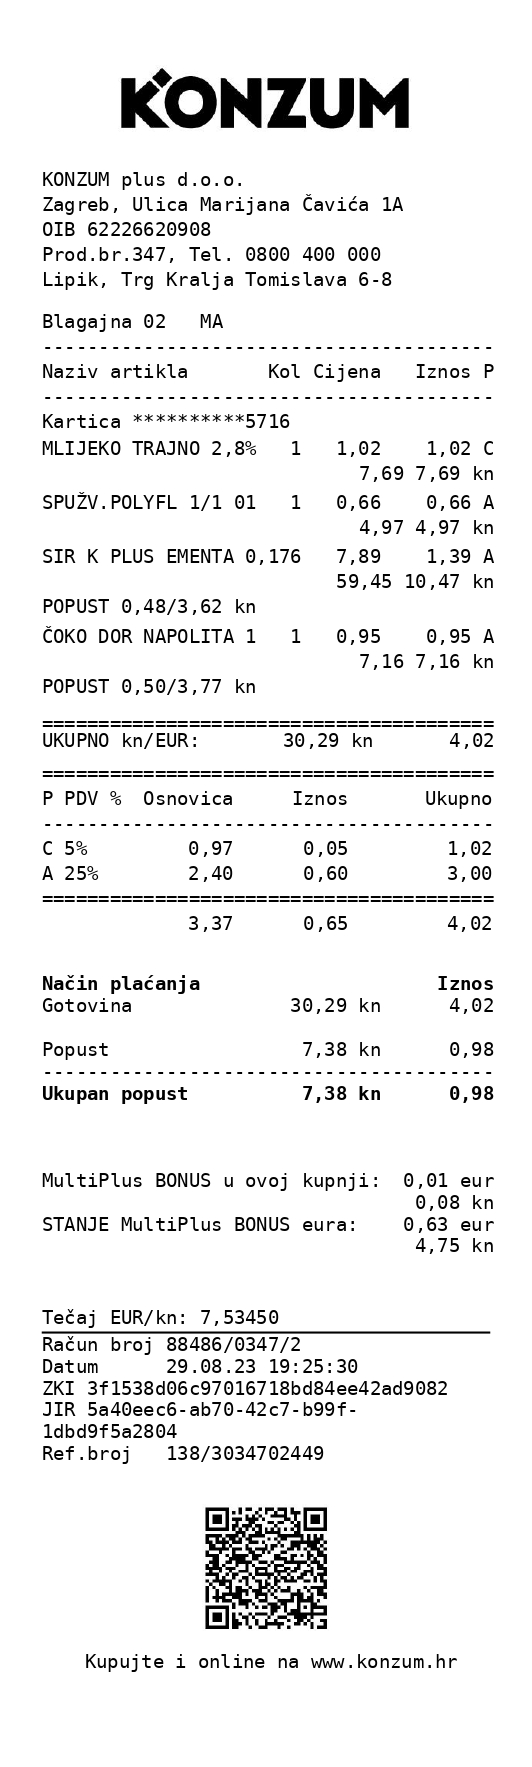 KONZUM
KONZUM plus d.o.o.
Zagreb, Ulica Marijana Čavića 1A
OIB 62226620908
Prod.br.347, Tel. 0800 400 000
Lipik, Trg Kralja Tomislava 6-8
Blagajna 02   MA
----------------------------------------
Naziv artikla       Kol Cijena   Iznos P
----------------------------------------
Kartica **********5716
MLIJEKO TRAJNO 2,8%   1   1,02    1,02 C
7,69 7,69 kn
SPUŽV.POLYFL 1/1 01   1   0,66    0,66 A
4,97 4,97 kn
SIR K PLUS EMENTA 0,176   7,89    1,39 A
59,45 10,47 kn
POPUST 0,48/3,62 kn
ČOKO DOR NAPOLITA 1   1   0,95    0,95 A
7,16 7,16 kn
POPUST 0,50/3,77 kn
========================================
UKUPNO kn/EUR:       30,29 kn       4,02
========================================
P PDV %  Osnovica     Iznos       Ukupno
----------------------------------------
C 5%         0,97      0,05         1,02
A 25%        2,40      0,60         3,00
========================================
3,37      0,65         4,02
Način plaćanja                     Iznos
Gotovina              30,29 kn      4,02
Popust                 7,38 kn      0,98
----------------------------------------
Ukupan popust          7,38 kn      0,98
MultiPlus BONUS u ovoj kupnji:  0,01 eur
0,08 kn
STANJE MultiPlus BONUS eura:    0,63 eur
4,75 kn
Tečaj EUR/kn: 7,53450
Račun broj 88486/0347/2
Datum      29.08.23 19:25:30
ZKI 3f1538d06c97016718bd84ee42ad9082
JIR 5a40eec6-ab70-42c7-b99f-
1dbd9f5a2804
Ref.broj   138/3034702449
Kupujte i online na www.konzum.hr